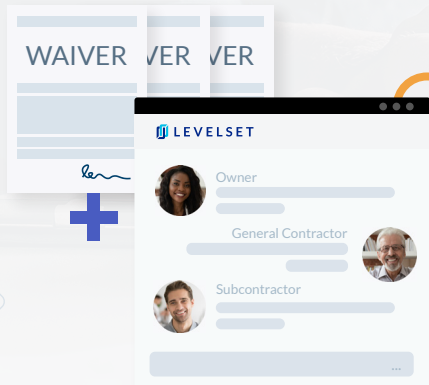 WAIVER
VER
VER
LEVELSET
Owner
General Contractor
Subcontractor
...